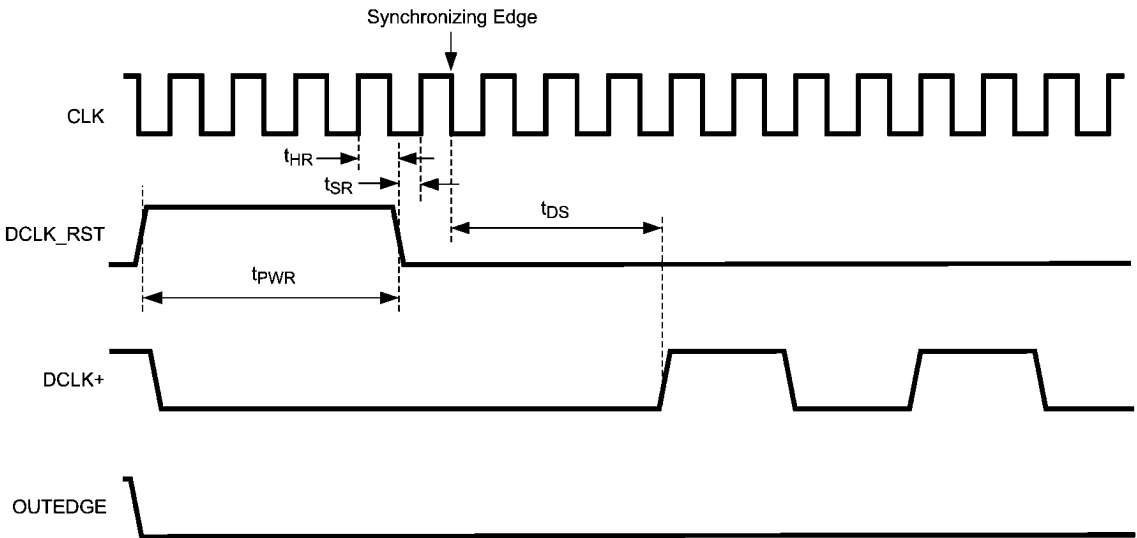 Synchronizing Edge
CLK
tHR
tSR
tDS
DCLK_RST
tPWR
DCLK+
OUTEDGE